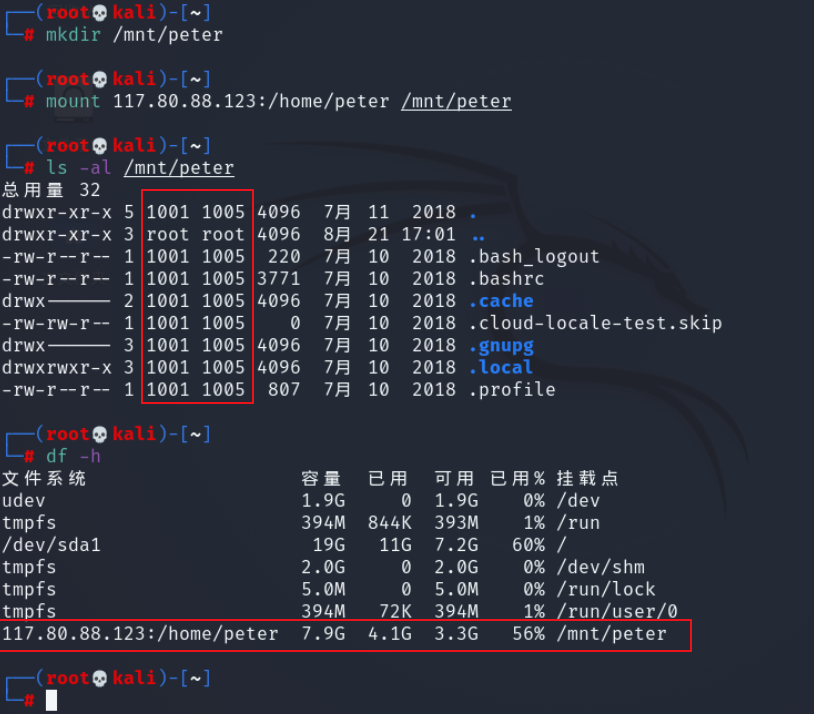 ┌──(root💀kali)-[~]
└─# mkdir /mnt/peter
┌──(root💀kali)-[~]
└─# mount 117.80.88.123:/home/peter /mnt/peter
┌──(root💀kali)-[~]
└─# ls -al /mnt/peter
总用量 32
drwxr-xr-x 5 1001 1005 4096 7月 11 2018 .
drwxr-xr-x 3 root root 4096 8月 21 17:01 ..
-rw-r--r-- 1 1001 1005 220 7月 10 2018 .bash_logout
-rw-r--r-- 1 1001 1005 3771 7月 10 2018 .bashrc
drwx------ 2 1001 1005 4096 7月 10 2018 .cache
-rw-rw-r-- 1 1001 1005 0 7月 10 2018 .cloud-locale-test.skip
drwx------ 3 1001 1005 4096 7月 10 2018 .gnupg
drwxrwxr-x 3 1001 1005 4096 7月 10 2018 .local
-rw-r--r-- 1 1001 1005 807 7月 10 2018 .profile
┌──(root💀kali)-[~]
└─# df -h
文件系统 容量 已用 可用 已用% 挂载点
udev 1.9G 0 1.9G 0% /dev
tmpfs 394M 844K 393M 1% /run
/dev/sda1 19G 11G 7.2G 60% /
tmpfs 2.0G 0 2.0G 0% /dev/shm
tmpfs 5.0M 0 5.0M 0% /run/lock
tmpfs 394M 72K 394M 1% /run/user/0
117.80.88.123:/home/peter 7.9G 4.1G 3.3G 56% /mnt/peter
┌──(root💀kali)-[~]
└─#